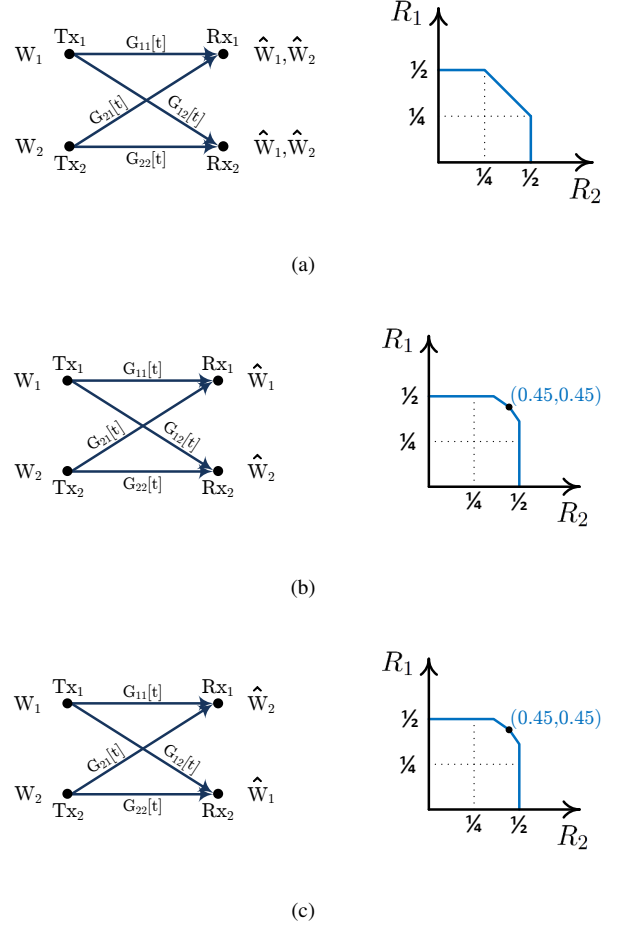 Tx1 G11[t] Rx1 R1
W1 Ŵ1,Ŵ2
½
G21[t] G12[t]
¼
W2 Ŵ1,Ŵ2
Tx2 G22[t] Rx2
¼ ½
R2
(a)
R1
Tx1 G11[t] Rx1
W1 Ŵ1
½ (0.45,0.45)
G21[t] G12[t]
¼
W2 Ŵ2
Tx2 G22[t] Rx2
¼ ½
R2
(b)
R1
Tx1 G11[t] Rx1
W1 Ŵ2
½ (0.45,0.45)
G21[t] G12[t]
¼
W2 Ŵ1
Tx2 G22[t] Rx2
¼ ½
R2
(c)